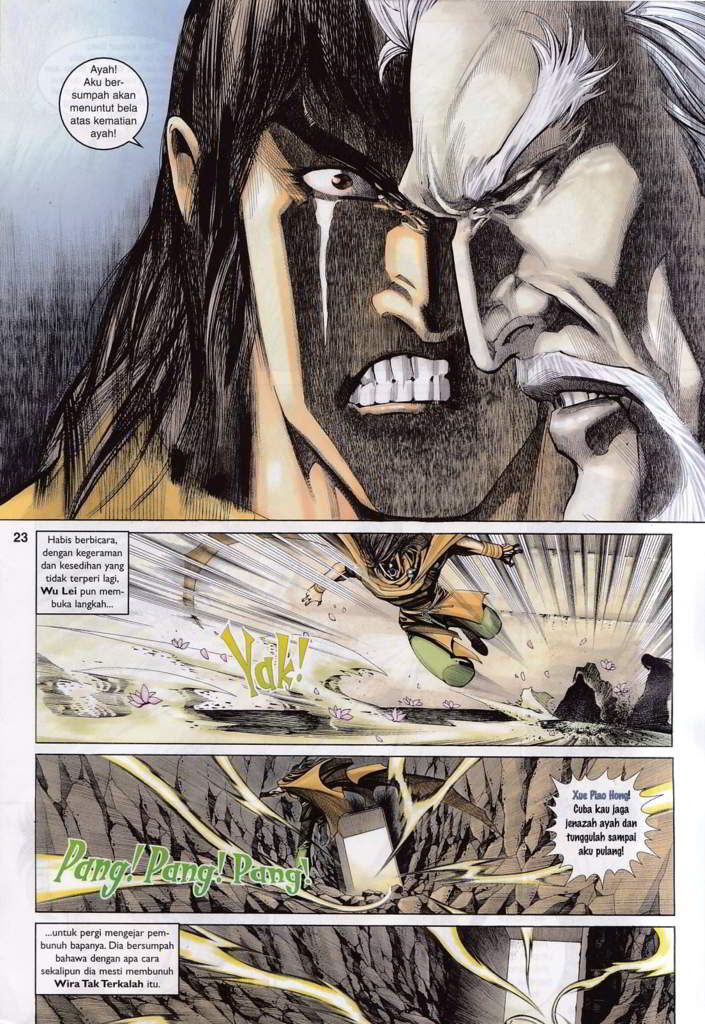 Ayah!
Aku ber-
sumpah akan
menuntut bela
atas kematian
ayah!
23
Habis berbicara,
dengan kegeraman
dan kesedihan yang
tidak terperi lagi,
Wu Lei pun mem-
buka langkah...
Yak!
Xue Piao Hong!
Cuba kau jaga
jenazah ayah dan
tunggulah sampai
aku pulang!
Pang! Pang! Pang!
...untuk pergi mengejar pem-
bunuh bapanya. Dia bersumpah
bahawa dengan apa cara
sekalipun dia mesti membunuh
Wira Tak Terkalah itu.